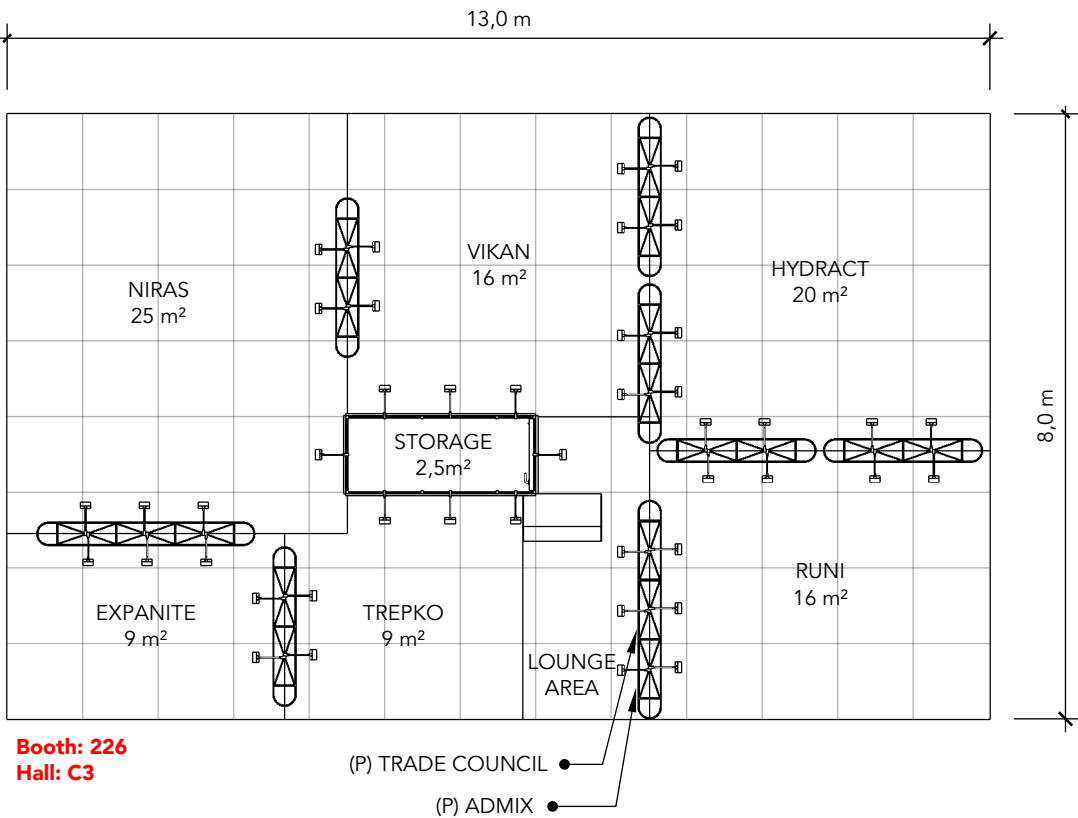 13,0 m
VIKAN
16 m²
HYDRACT
20 m²
NIRAS
25 m²
8,0 m
STORAGE
2,5m²
RUNI
16 m²
EXPANITE
9 m²
TREPKO
9 m²
LOUNGE
AREA
Booth: 226
Hall: C3
(P) TRADE COUNCIL
(P) ADMIX